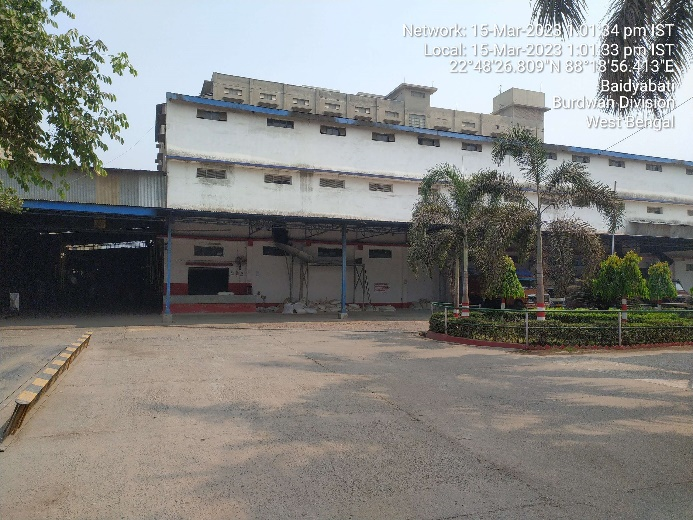 Network: 15-Mar-2023 1:01:34 pm IST
Local: 15-Mar-2023 1:01:33 pm IST
22°48'26.809"N 88°18'56.413"E
Baidyabati
Burdwan Division
West Bengal